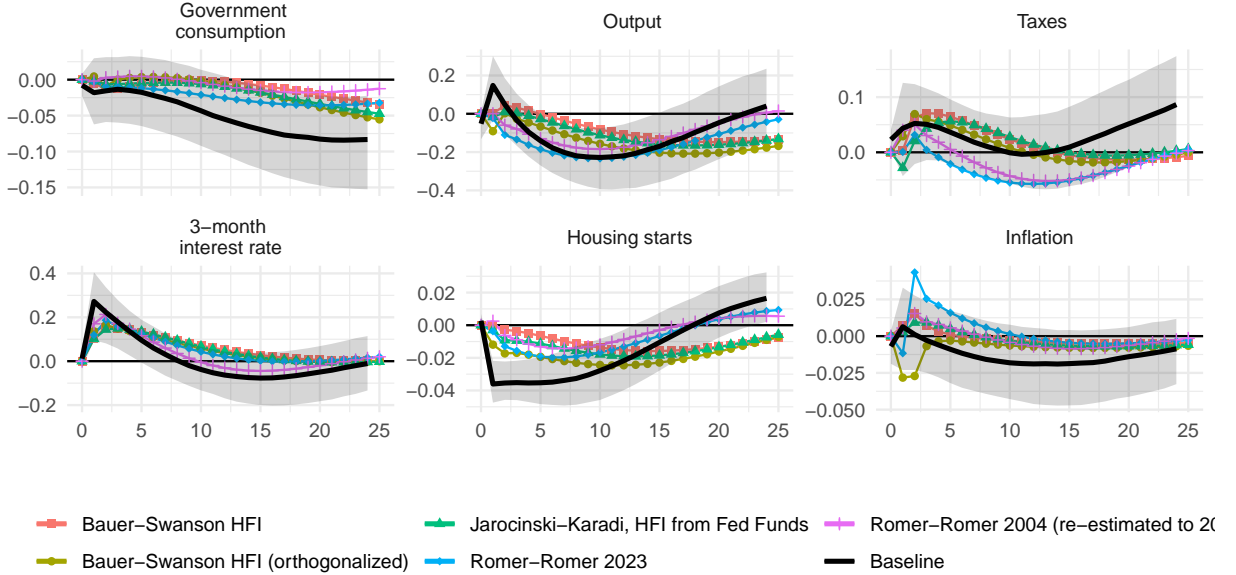 Government
consumption
Output
Taxes
0.00
−0.05
−0.10
−0.15
0.2
0.0
−0.2
−0.4
0.1
0.0
3−month
interest rate
Housing starts
Inflation
0.4
0.2
0.0
−0.2
0.02
0.00
−0.02
−0.04
0.025
0.000
−0.025
−0.050
0 5 10 15 20 25
0 5 10 15 20 25
0 5 10 15 20 25
Bauer−Swanson HFI
Jarocinski−Karadi, HFI from Fed Funds
Romer−Romer 2004 (re−estimated to
Bauer−Swanson HFI (orthogonalized)
Romer−Romer 2023
Baseline